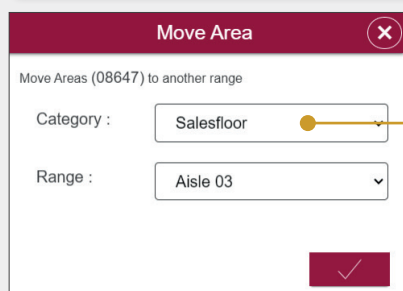 Move Area
Move Areas (08647) to another range
Category :
Salesfloor
Range :
Aisle 03